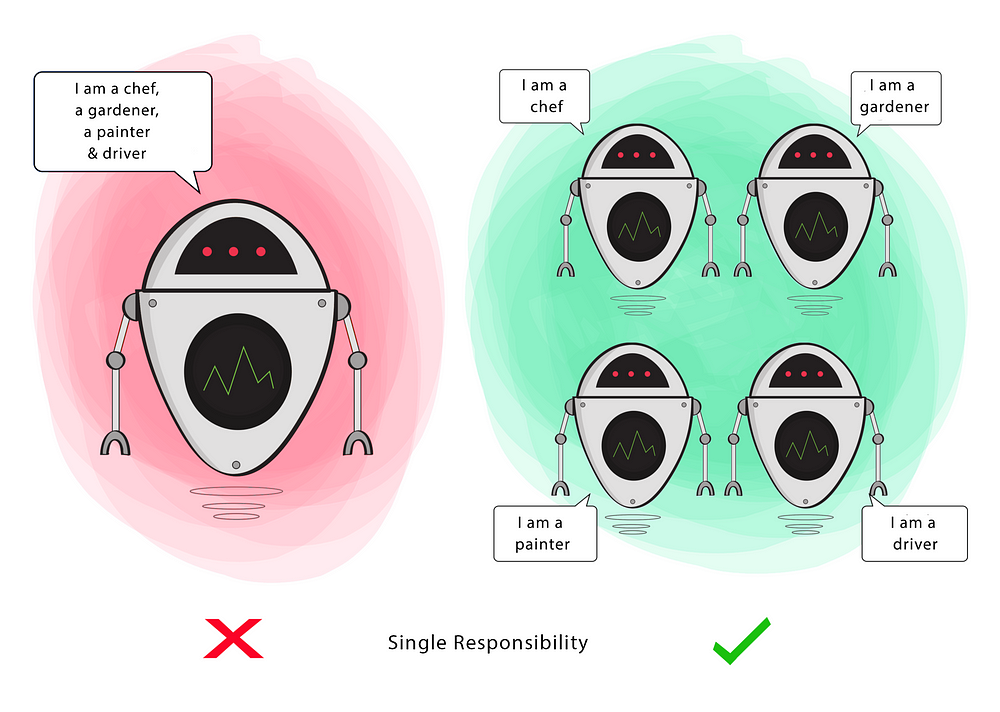 I am a chef,
a gardener,
a painter
& driver
I am a
chef
I am a
gardener
I am a
painter
I am a
driver
Single Responsibility